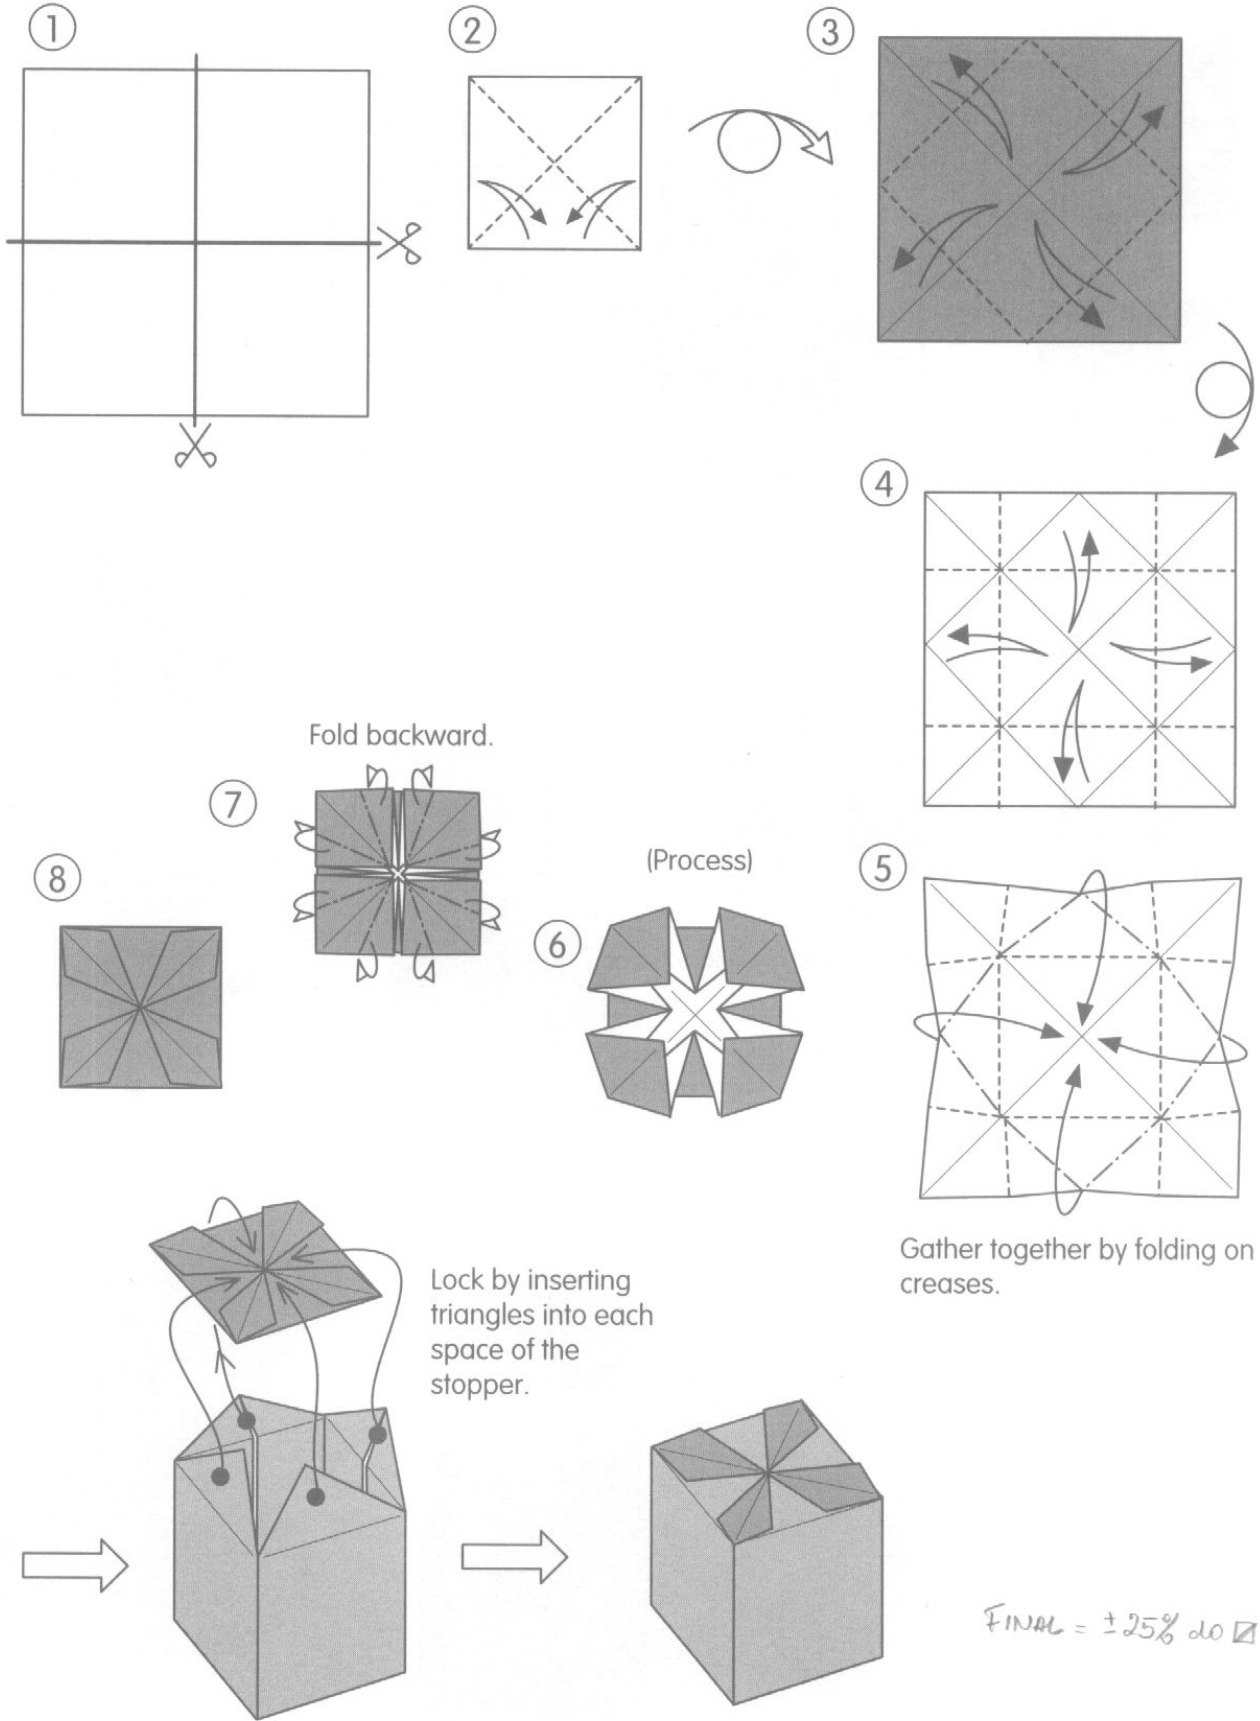 1
2
3
4
Fold backward.
7
(Process)
5
8
6
Gather together by folding on
creases.
Lock by inserting
triangles into each
space of the
stopper.
FINAL = ±25% do